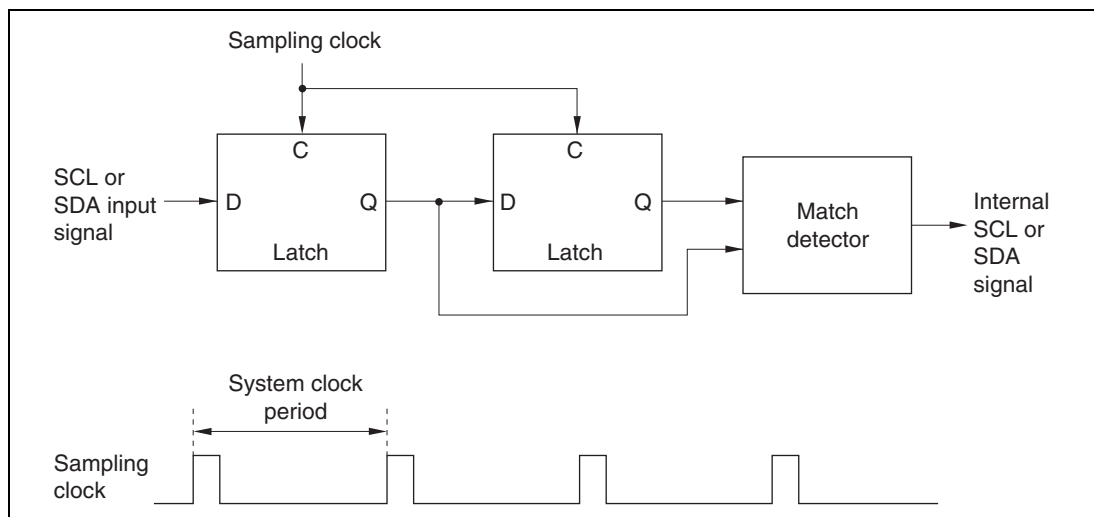 Sampling clock
C
C
SCL or
SDA input
signal
D
Q
D
Q
Latch
Latch
Match
detector
Internal
SCL or
SDA
signal
System clock
period
Sampling
clock